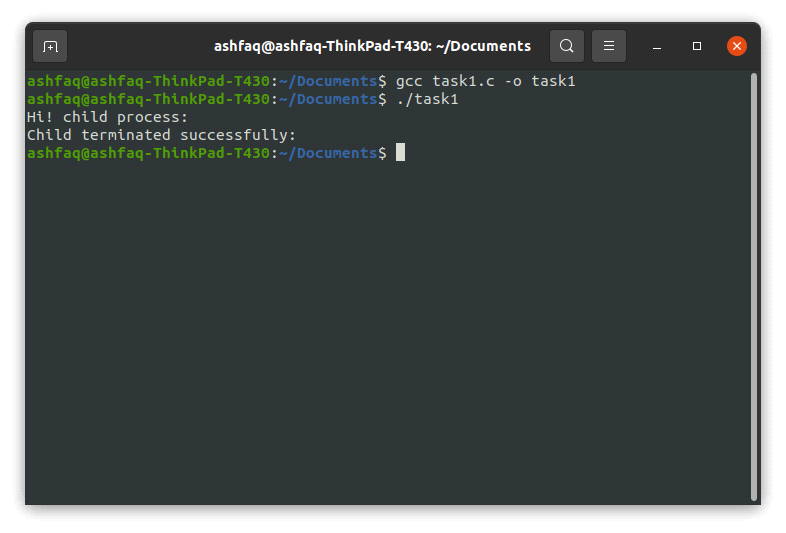 ashfaq@ashfaq-ThinkPad-T430: ~/Documents
ashfaq@ashfaq-ThinkPad-T430:~/Documents$ gcc task1.c -o task1
ashfaq@ashfaq-ThinkPad-T430:~/Documents$ ./task1
Hi! child process:
Child terminated successfully:
ashfaq@ashfaq-ThinkPad-T430:~/Documents$